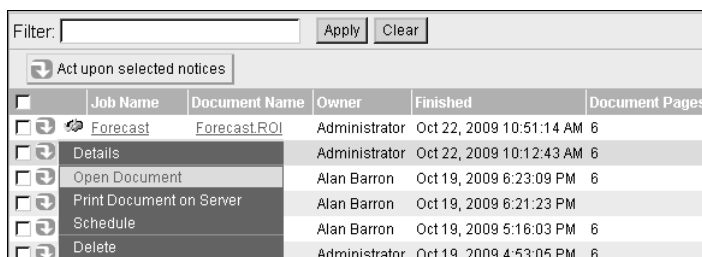 Filter: Apply Clear
Act upon selected notices
Job Name Document Name Owner Finished Document Pages
Forecast Forecast.ROI Administrator Oct 22, 2009 10:51:14 AM 6
Details Administrator Oct 22, 2009 10:12:43 AM 6
Open Document Alan Barron Oct 19, 2009 6:23:09 PM 6
Print Document on Server Alan Barron Oct 19, 2009 6:21:23 PM
Schedule Alan Barron Oct 19, 2009 5:16:03 PM 6
Delete Administrator Oct 19, 2009 4:53:05 PM 6